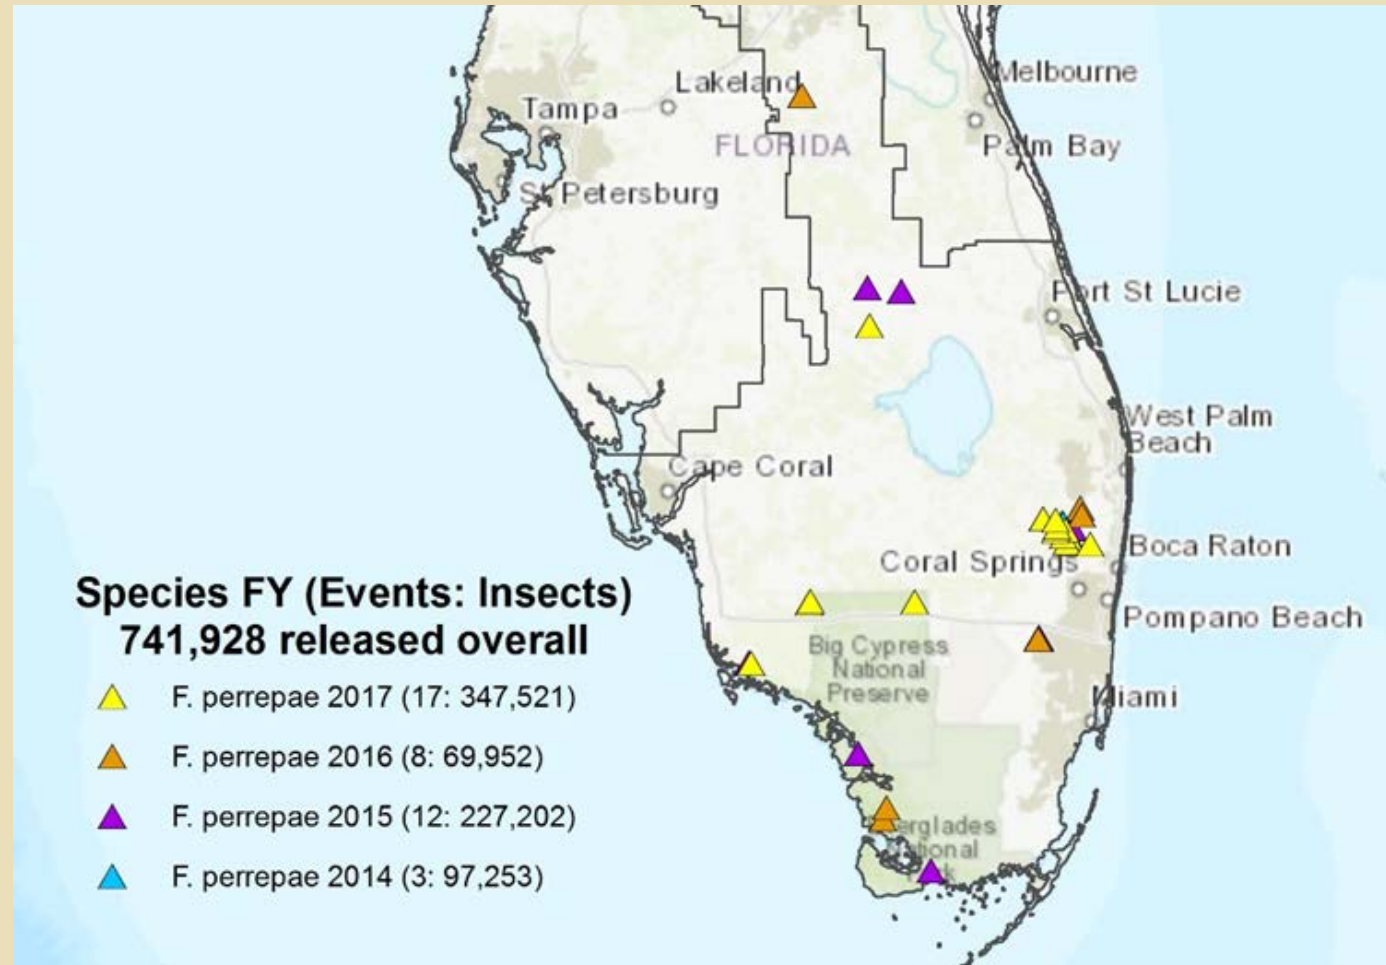 Melbourne
Lakeland
Tampa
FLORIDA
Palm Bay
St Petersburg
Port St Lucie
West Palm
Beach
Cape Coral
Boca Raton
Coral Springs
Pompano Beach
Big Cypress
National
Preserve
Miami
Everglades
National
Park
Species FY (Events: Insects)
741,928 released overall
F. perrepae 2017 (17: 347,521)
F. perrepae 2016 (8: 69,952)
F. perrepae 2015 (12: 227,202)
F. perrepae 2014 (3: 97,253)